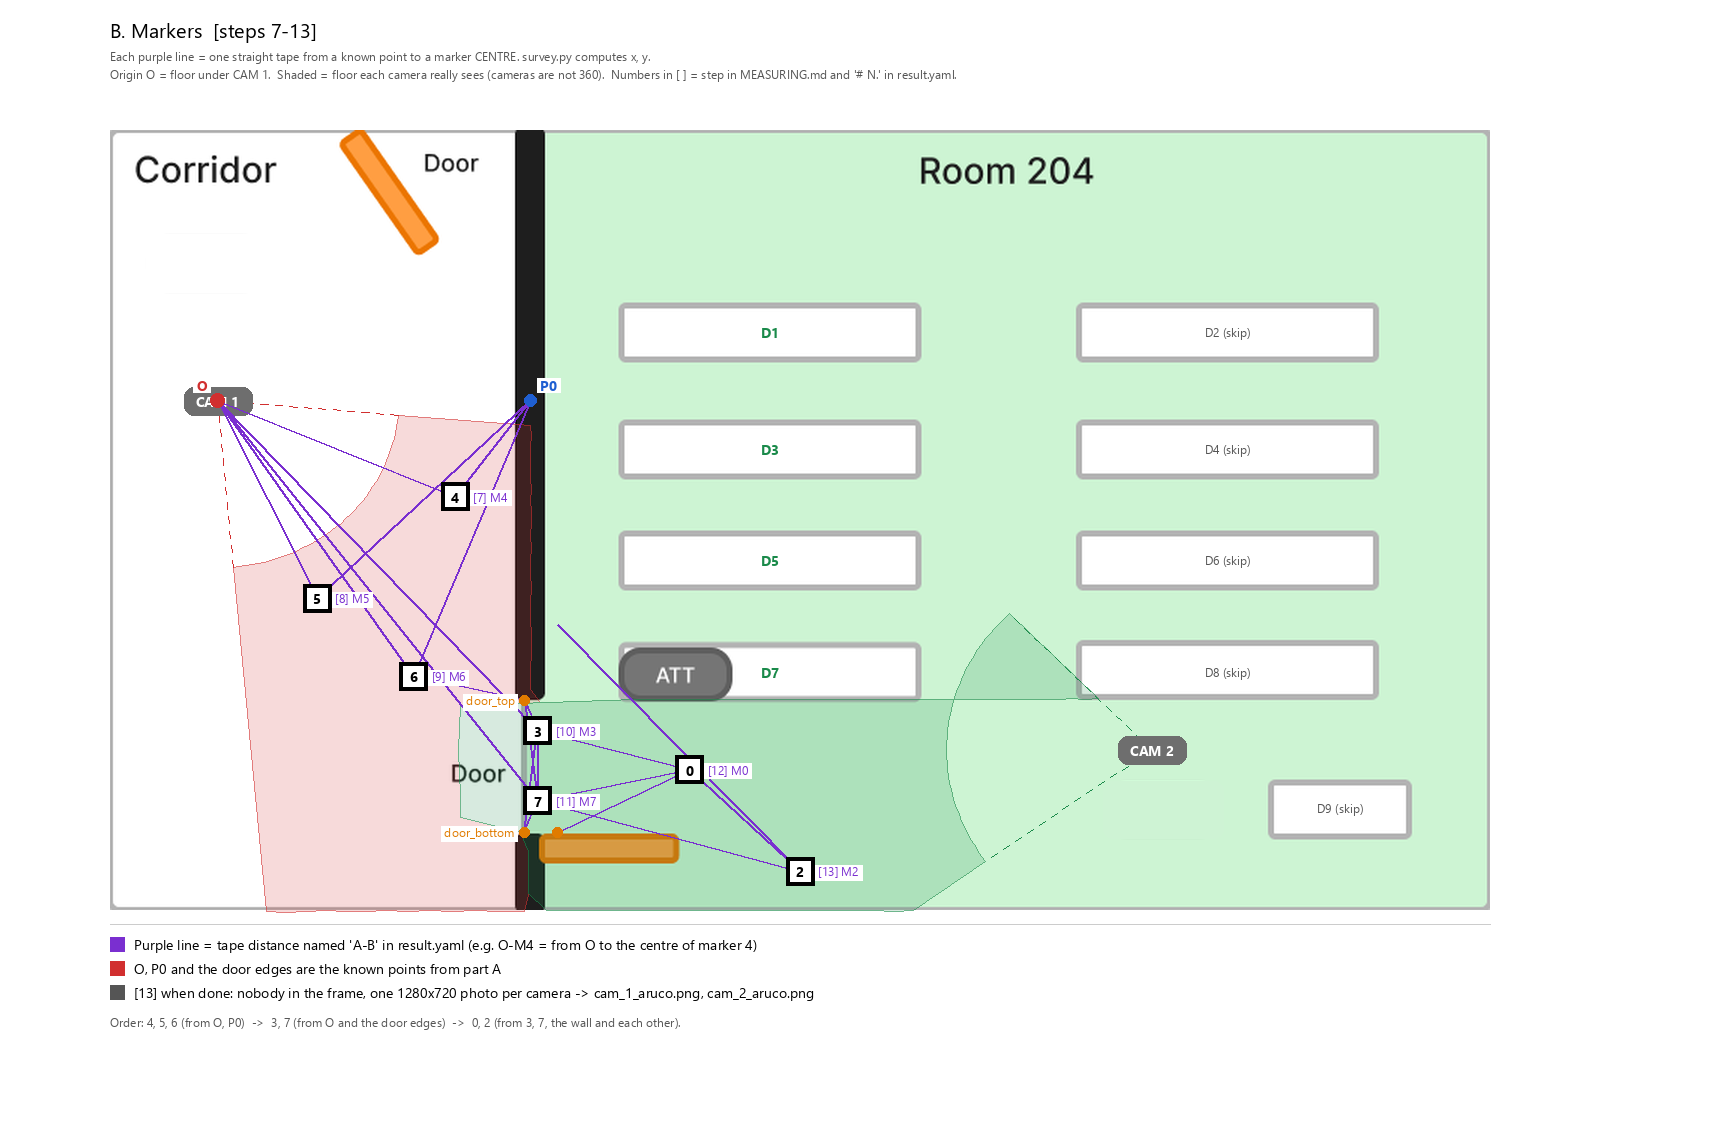 B. Markers [steps 7-13]
Each purple line = one straight tape from a known point to a marker CENTRE. survey.py computes x, y.
Origin O = floor under CAM 1. Shaded = floor each camera really sees (cameras are not 360). Numbers in [ ] = step in MEASURING.md and '# N.' in result.yaml.
Corridor
Door
Room 204
D1
D2 (skip)
O
CAM 1
P0
D3
D4 (skip)
4 [7] M4
D5
D6 (skip)
5 [8] M5
6 [9] M6
ATT
D7
D8 (skip)
door_top
3 [10] M3
CAM 2
Door
0 [12] M0
7 [11] M7
D9 (skip)
door_bottom
2 [13] M2
Purple line = tape distance named 'A-B' in result.yaml (e.g. O-M4 = from O to the centre of marker 4)
O, P0 and the door edges are the known points from part A
[13] when done: nobody in the frame, one 1280x720 photo per camera -> cam_1_aruco.png, cam_2_aruco.png
Order: 4, 5, 6 (from O, P0) -> 3, 7 (from O and the door edges) -> 0, 2 (from 3, 7, the wall and each other).